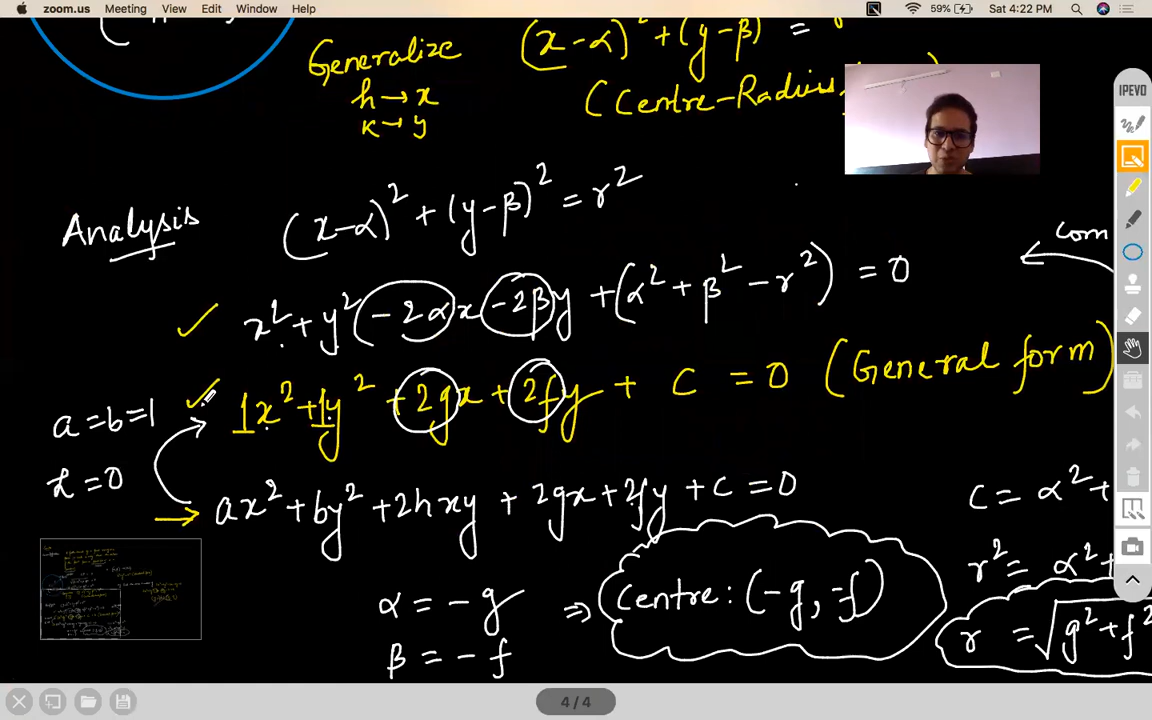 zoom.us Meeting View Edit Window Help 59% Sat 4:22 PM
(x-α)² + (y-β) =
Generalize
h → x
k → y
(Centre-Radius
IPEVO
Analysis (x-α)² + (y-β)² = r²
com
x² + y² (-2αx -2βy + (α² + β² - r²) = 0
1x² + 1y² + 2gx + 2fy + c = 0 (General form)
a = b = 1
h = 0
ax² + by² + 2hxy + 2gx + 2fy + c = 0
c = α² +
α = -g ⇒ Centre: (-g, -f)
r² = α² +
β = -f
r = √g² + f²
4 / 4